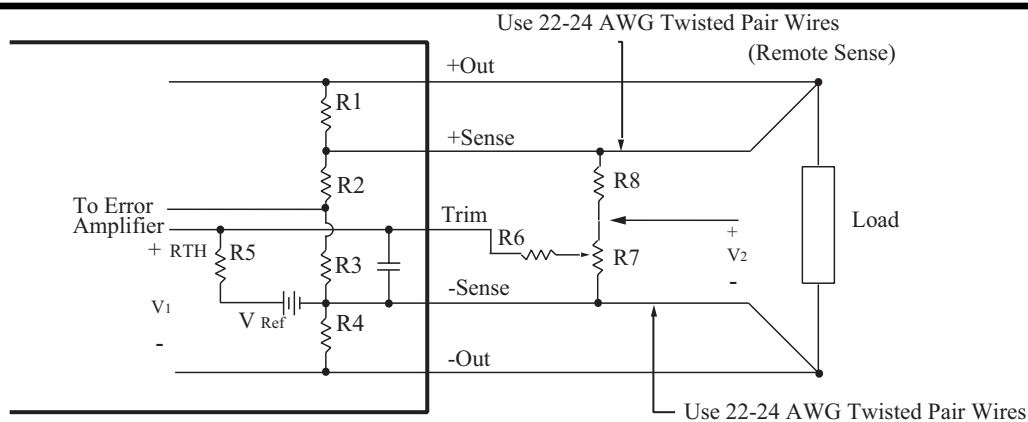 Use 22-24 AWG Twisted Pair Wires
(Remote Sense)
+Out
R1
+Sense
R2
R8
To Error
Amplifier
Trim
+
RTH
R5
R3
R6
R7
+
V2
-
Load
V1
-
V Ref
-Sense
R4
-Out
Use 22-24 AWG Twisted Pair Wires